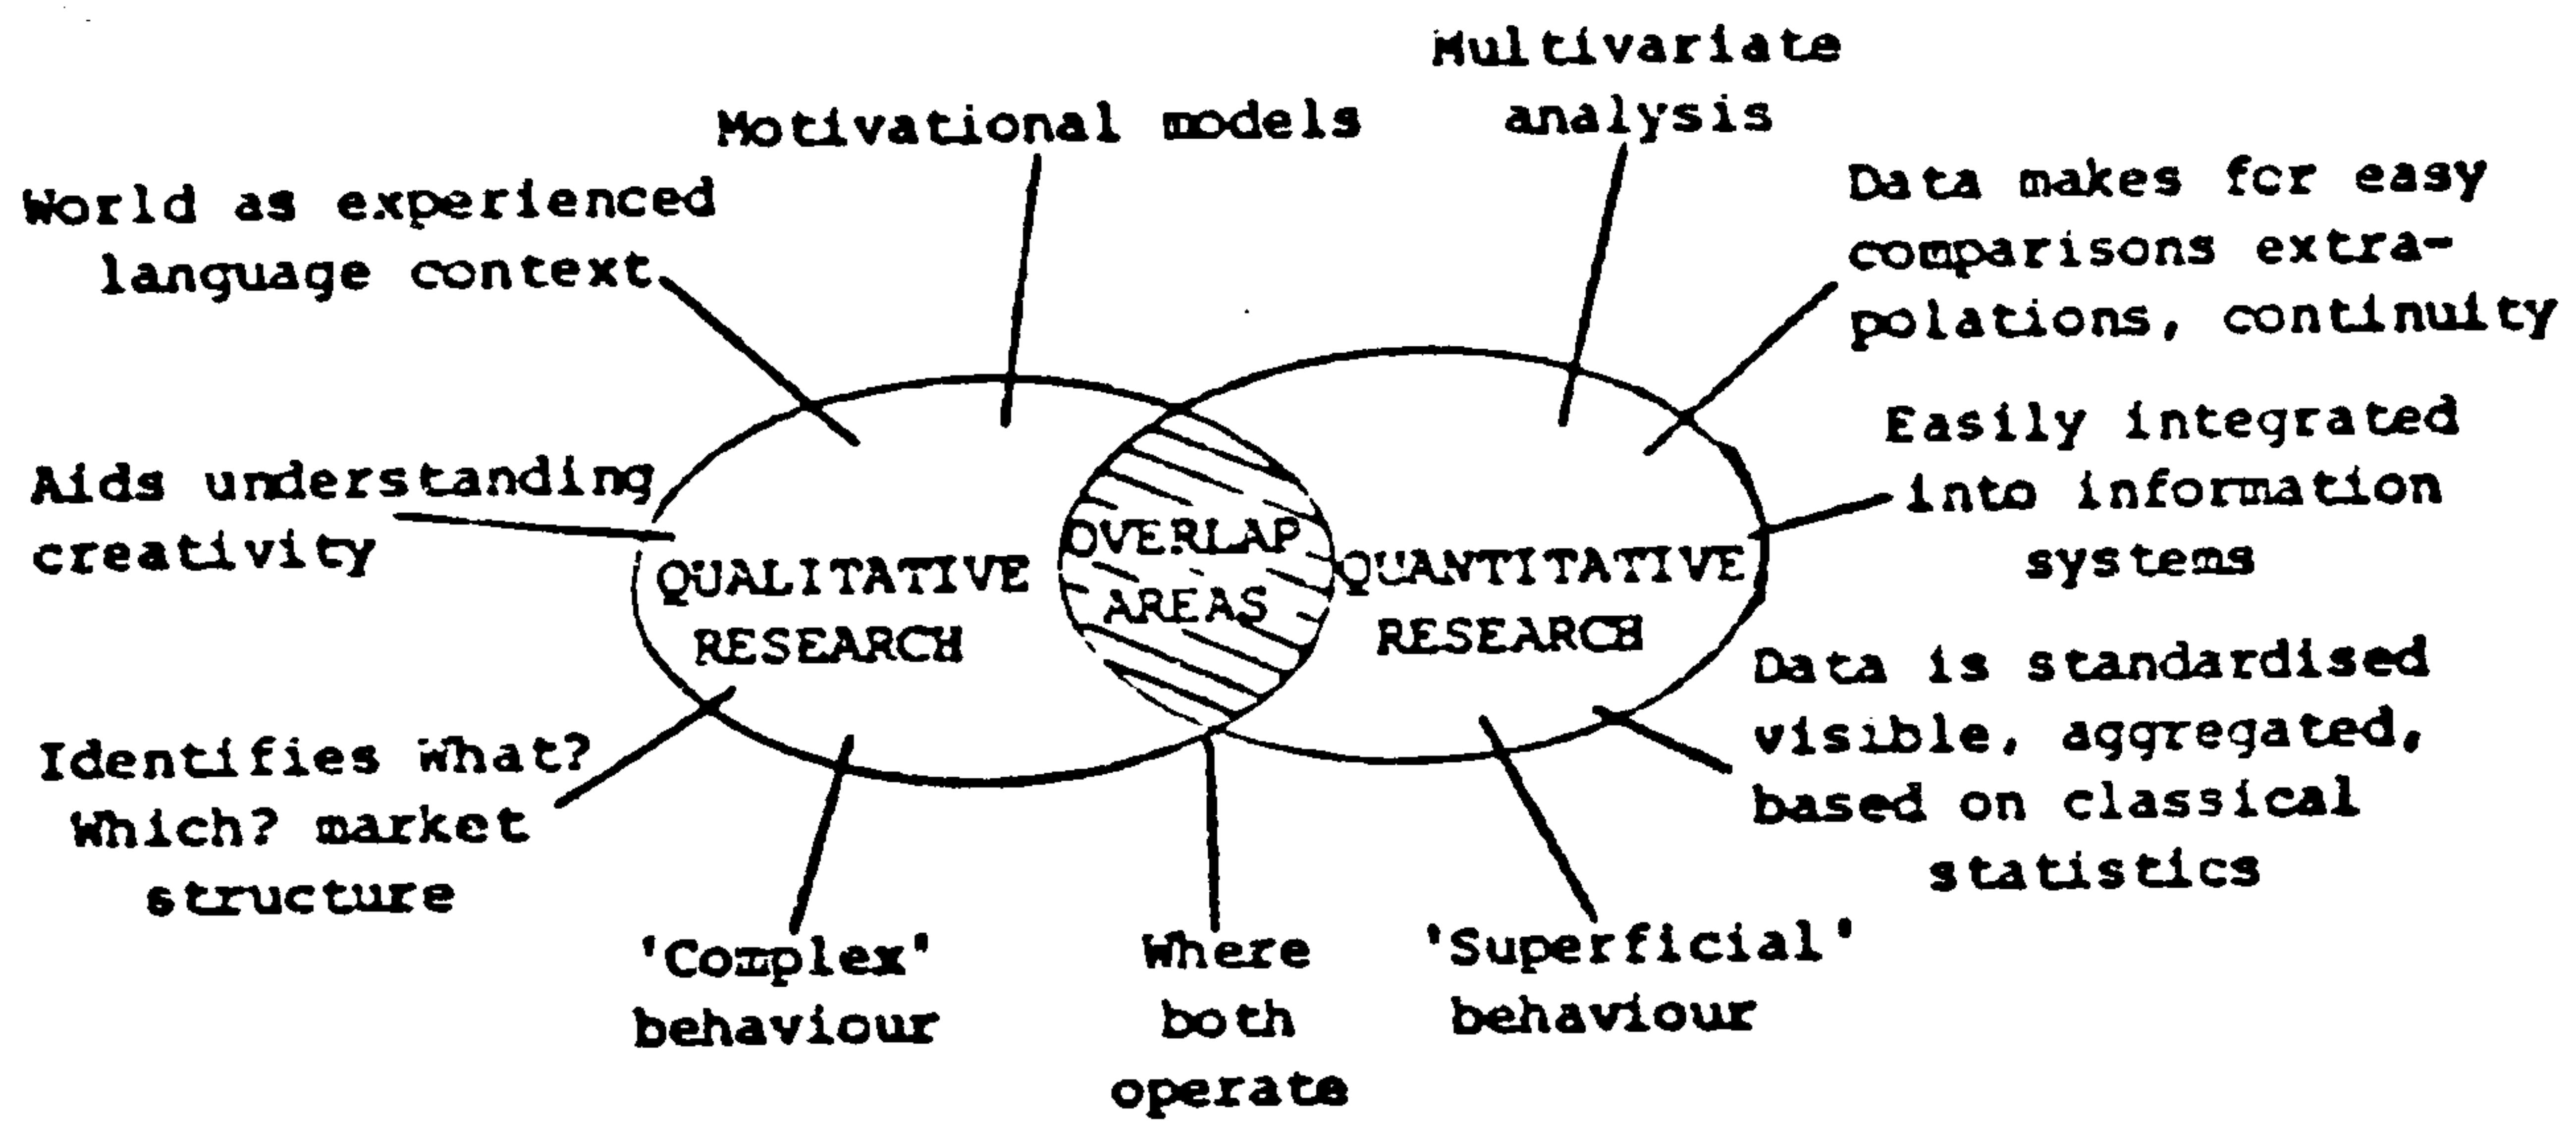 Multivariate
analysis
Motivational models
World as experienced
language context
Data makes for easy
comparisons extra-
polations, continuity
Easily integrated
into information
systems
Aids understanding
creativity
QUALITATIVE
RESEARCH
OVERLAP
AREAS
QUANTITATIVE
RESEARCH
Data is standardised
visible, aggregated,
based on classical
statistics
Identifies What?
Which? market
structure
'Complex'
behaviour
Where
both
operate
'Superficial'
behaviour